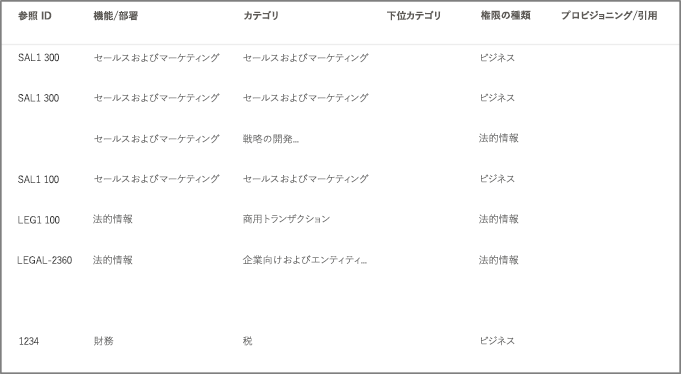 参照 ID 機能/部署 カテゴリ 下位カテゴリ 権限の種類 プロビジョニング/引用
SAL1 300 セールスおよびマーケティング セールスおよびマーケティング ビジネス
SAL1 300 セールスおよびマーケティング セールスおよびマーケティング ビジネス
セールスおよびマーケティング 戦略の開発... 法的情報
SAL1 100 セールスおよびマーケティング セールスおよびマーケティング ビジネス
LEG1 100 法的情報 商用トランザクション 法的情報
LEGAL-2360 法的情報 企業向けおよびエンティティ... 法的情報
1234 財務 税 ビジネス